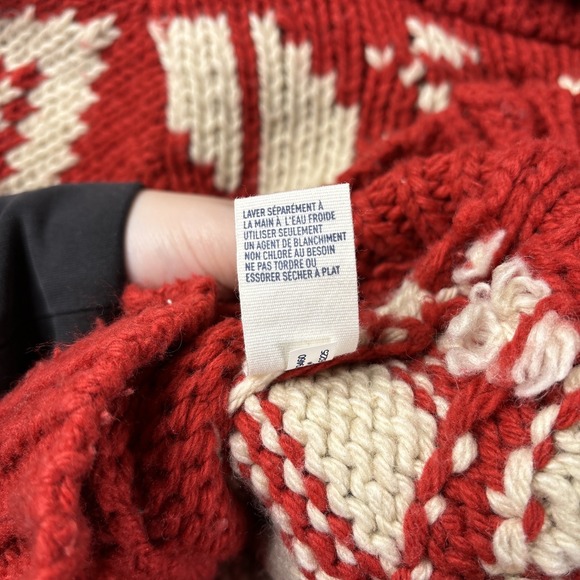 LAVER SÉPARÉMENT À
LA MAIN À L'EAU FROIDE
UTILISER SEULEMENT
UN AGENT DE BLANCHIMENT
NON CHLORÉ AU BESOIN
NE PAS TORDRE OU
ESSORER SÉCHER À PLAT